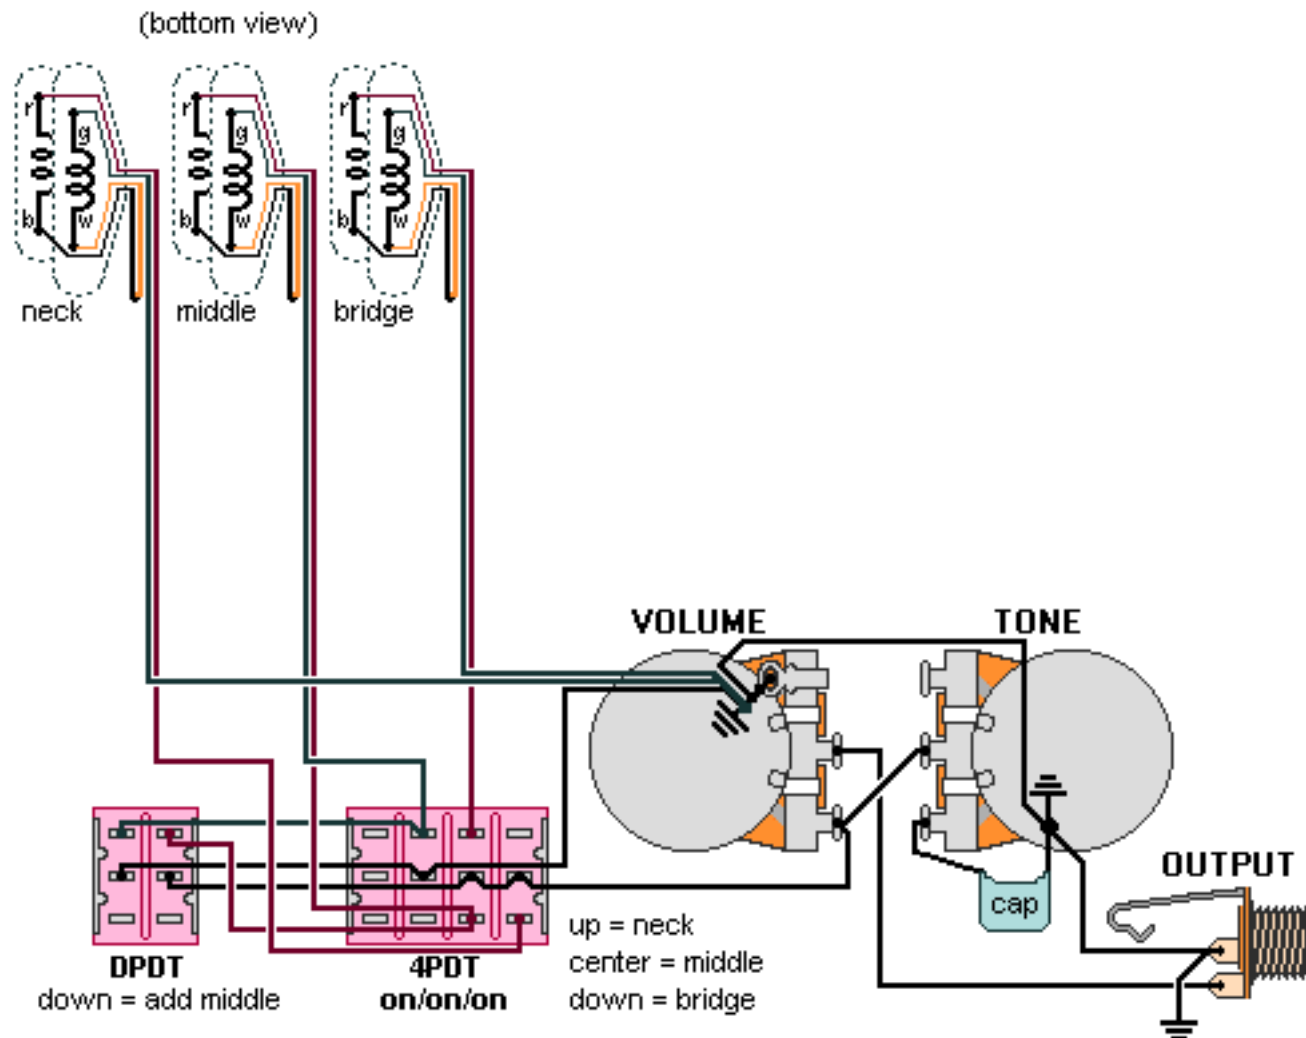 (bottom view)
r
g
b
w
r
g
b
w
r
g
b
w
neck
middle
bridge
VOLUME
TONE
OUTPUT
cap
DPDT
down = add middle
4PDT
on/on/on
up = neck
center = middle
down = bridge